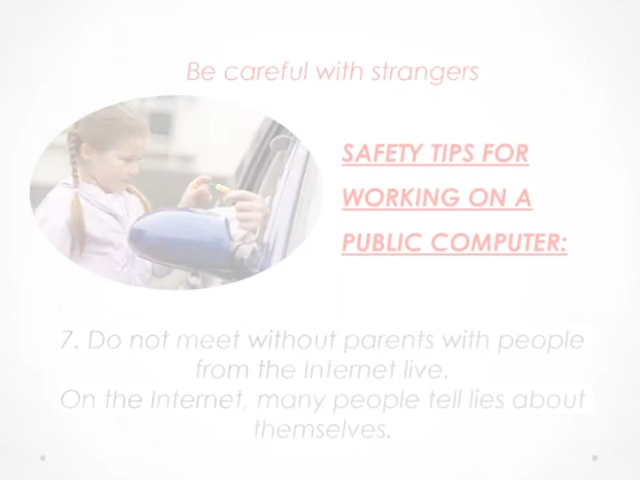 Be careful with strangers
SAFETY TIPS FOR
WORKING ON A
PUBLIC COMPUTER:
7. Do not meet without parents with people
from the Internet live.
On the Internet, many people tell lies about
themselves.